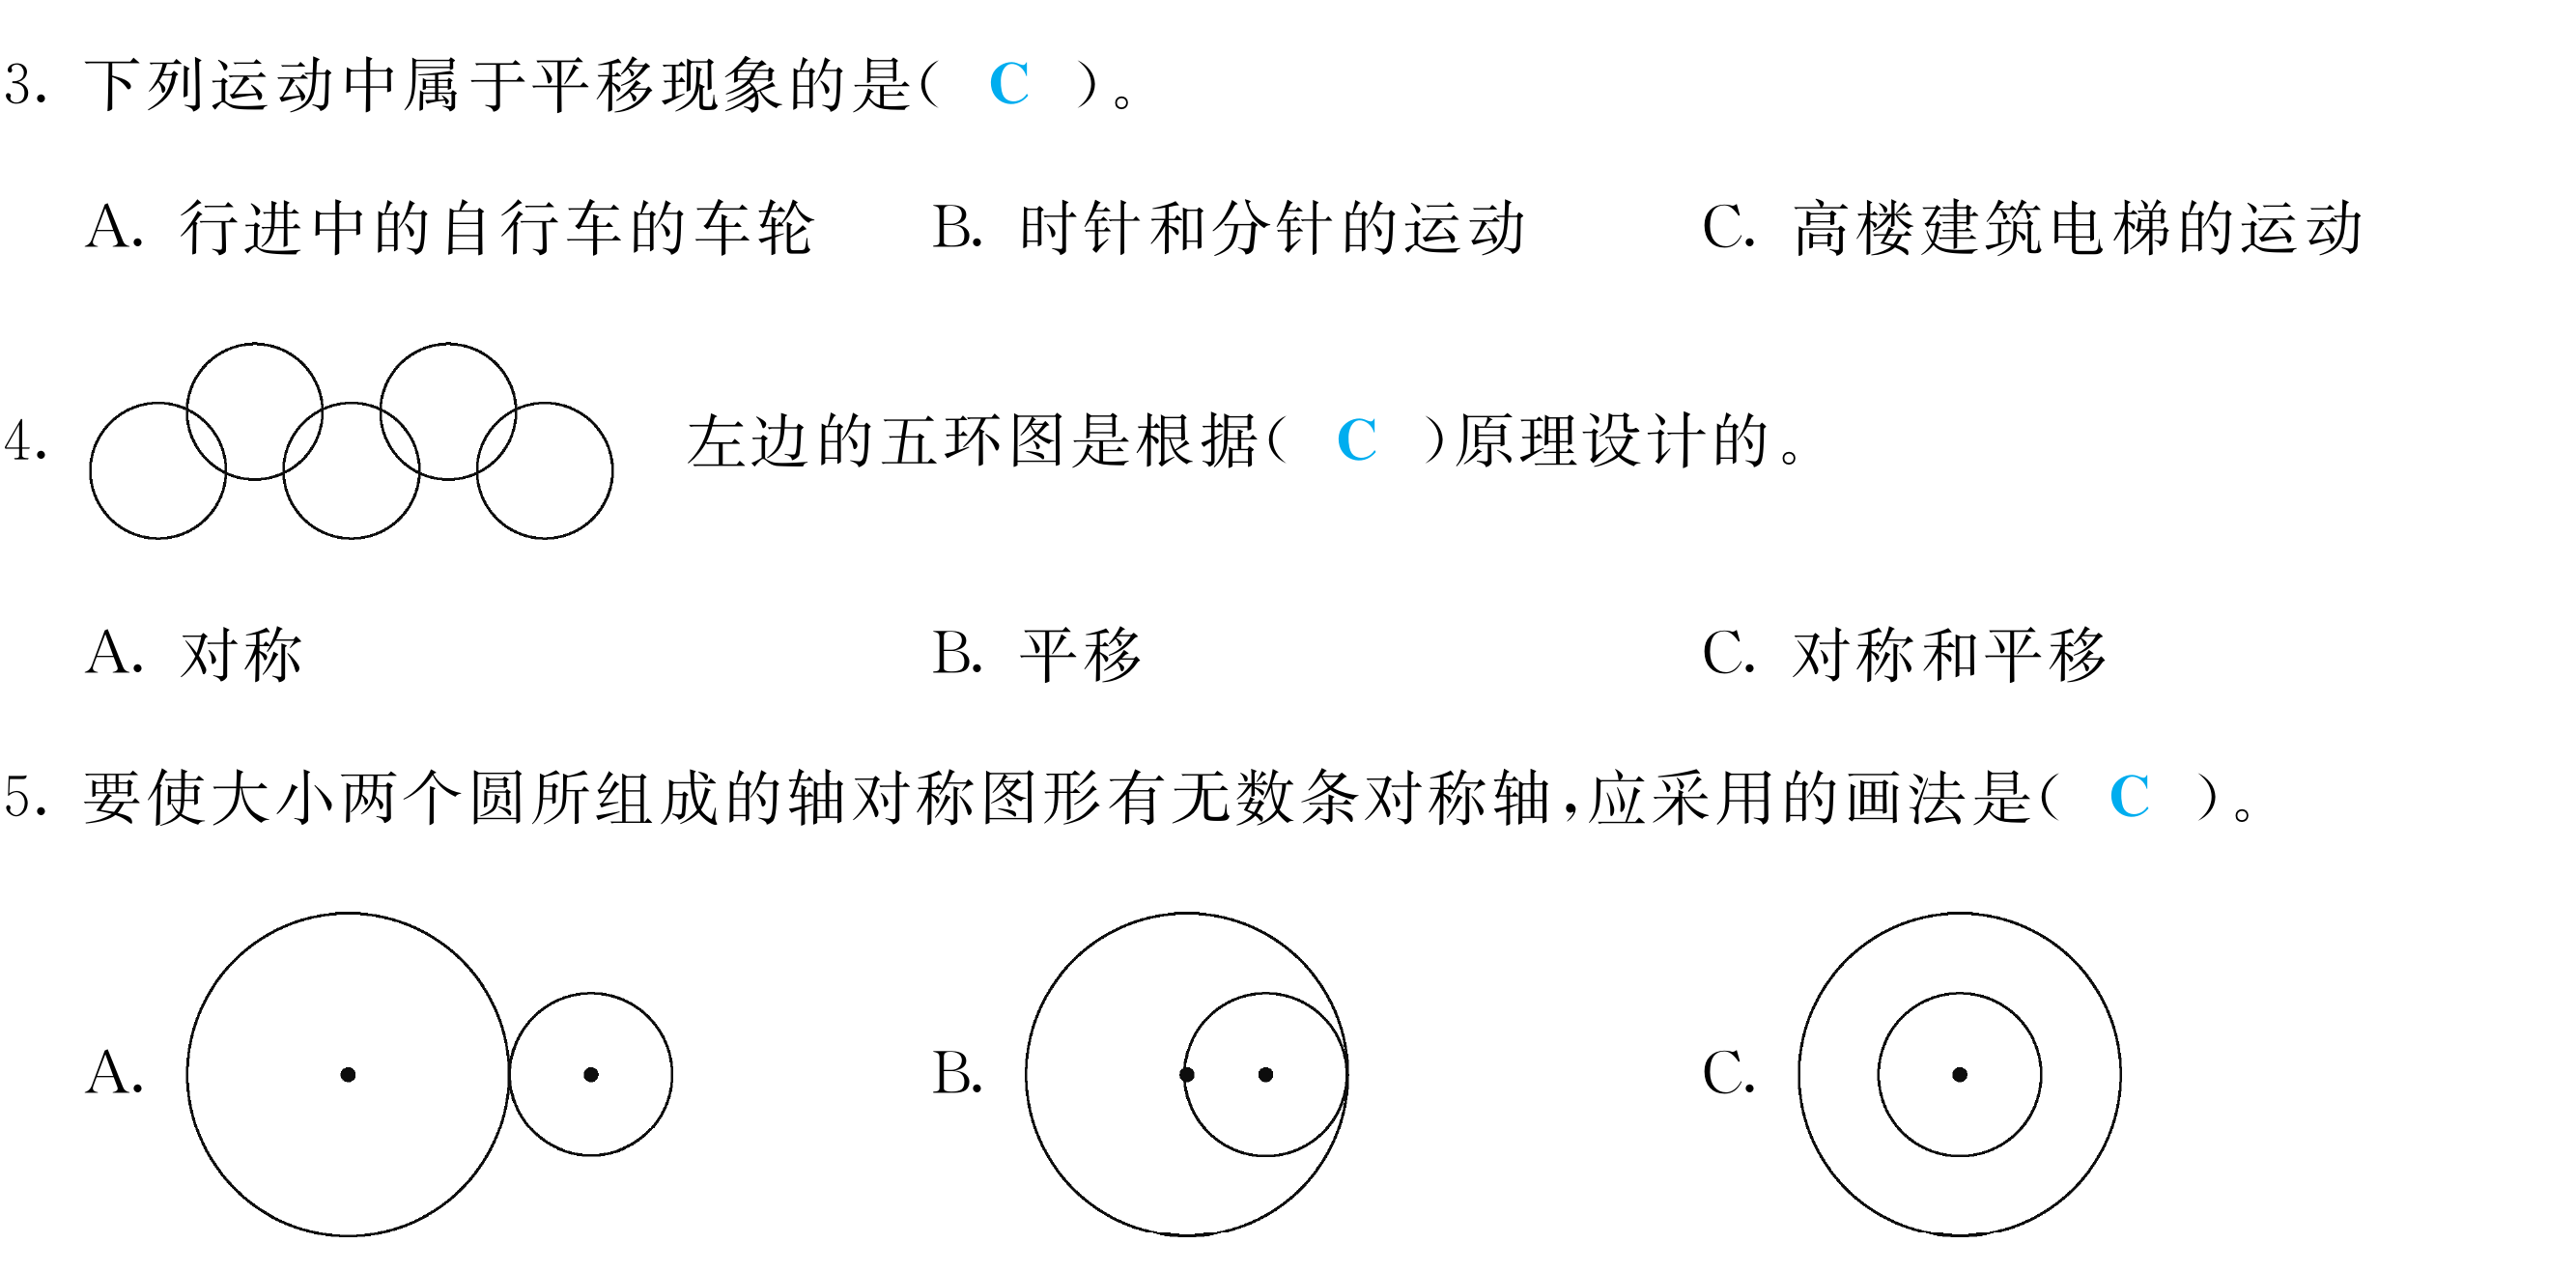 3. 下列运动中属于平移现象的是( C )。
A. 行进中的自行车的车轮 B. 时针和分针的运动 C. 高楼建筑电梯的运动
4. 左边的五环图是根据( C )原理设计的。
A. 对称 B. 平移 C. 对称和平移
5. 要使大小两个圆所组成的轴对称图形有无数条对称轴,应采用的画法是( C )。
A. B. C.